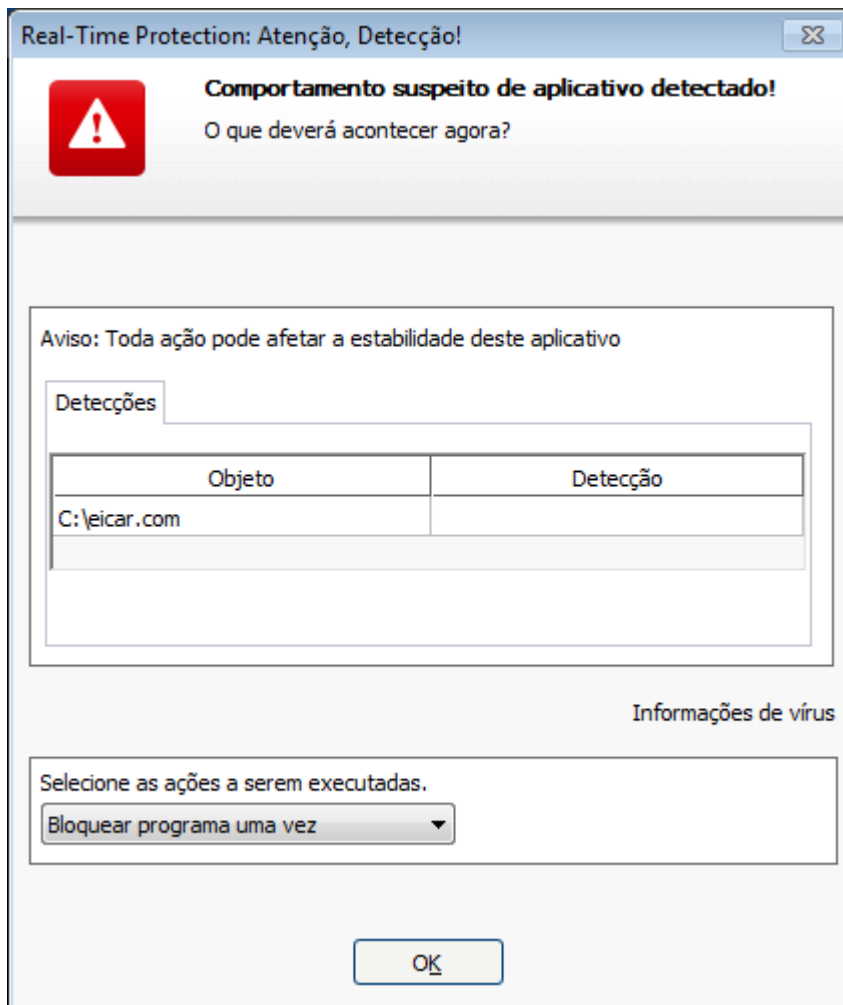 Real-Time Protection: Atenção, Detecção!
Comportamento suspeito de aplicativo detectado!
O que deverá acontecer agora?
Aviso: Toda ação pode afetar a estabilidade deste aplicativo
Detecções
Objeto
Detecção
C:\eicar.com
Informações de vírus
Selecione as ações a serem executadas.
Bloquear programa uma vez
OK